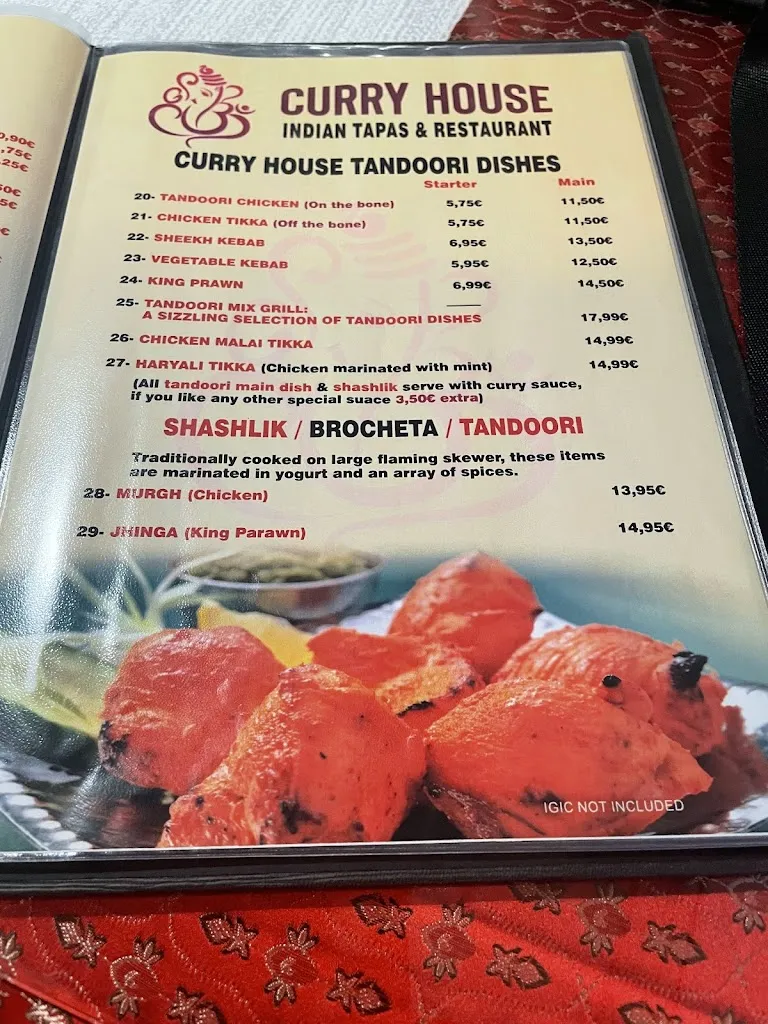 CURRY HOUSE
INDIAN TAPAS & RESTAURANT
CURRY HOUSE TANDOORI DISHES
Starter Main
20- TANDOORI CHICKEN (On the bone) 5,75€ 11,50€
21- CHICKEN TIKKA (Off the bone) 5,75€ 11,50€
22- SHEEKH KEBAB 6,95€ 13,50€
23- VEGETABLE KEBAB 5,95€ 12,50€
24- KING PRAWN 6,99€ 14,50€
25- TANDOORI MIX GRILL:
A SIZZLING SELECTION OF TANDOORI DISHES 17,99€
26- CHICKEN MALAI TIKKA 14,99€
27- HARYALI TIKKA (Chicken marinated with mint) 14,99€
(All tandoori main dish & shashlik serve with curry sauce,
if you like any other special suace 3,50€ extra)
SHASHLIK / BROCHETA / TANDOORI
Traditionally cooked on large flaming skewer, these items
are marinated in yogurt and an array of spices.
28- MURGH (Chicken) 13,95€
29- JHINGA (King Parawn) 14,95€
IGIC NOT INCLUDED